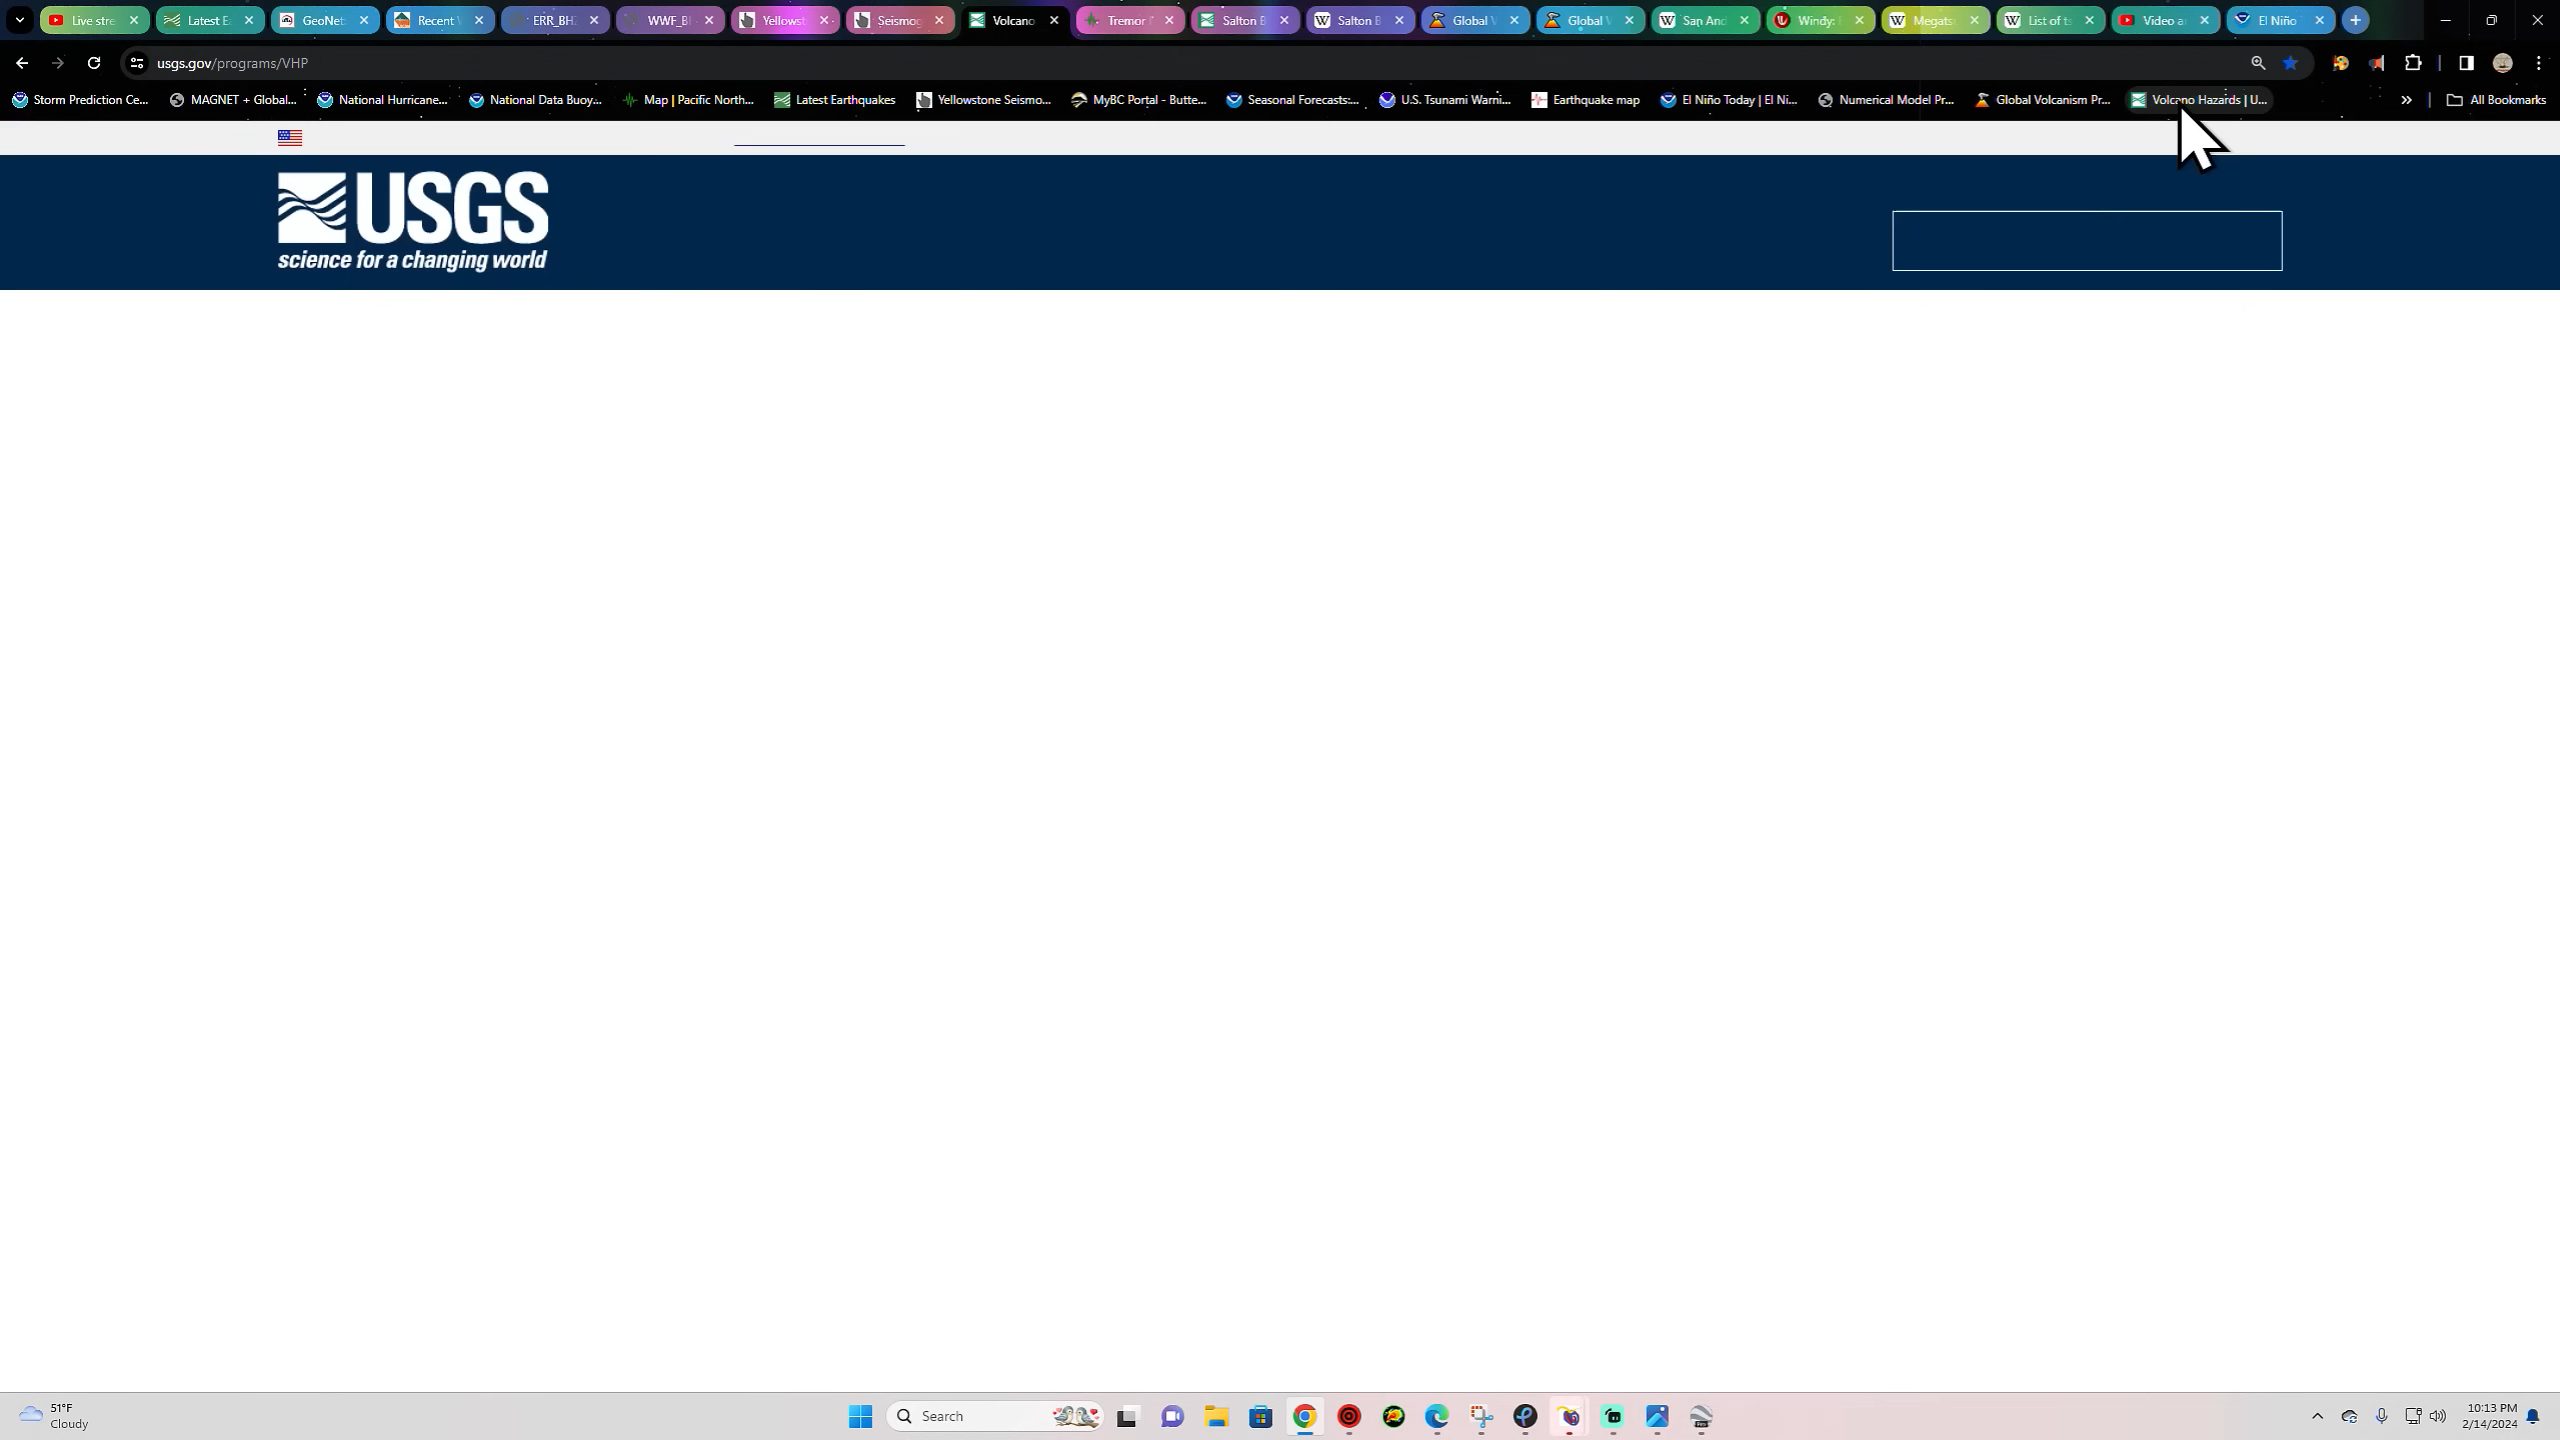 Live stre
Latest E
GeoNet:
Recent V
ERR_BHZ
WWF_BH
Yellowst
Seismog
Volcano
Tremor
Salton B
Salton B
Global V
Global V
San And
Windy:
Megats
List of ts
Video a
El Niño
usgs.gov/programs/VHP
Storm Prediction Ce...
MAGNET + Global...
National Hurricane...
National Data Buoy...
Map | Pacific North...
Latest Earthquakes
Yellowstone Seismo...
MyBC Portal - Butte...
Seasonal Forecasts:...
U.S. Tsunami Warni...
Earthquake map
El Niño Today | El Ni...
Numerical Model Pr...
Global Volcanism Pr...
Volcano Hazards | U...
All Bookmarks
USGS
science for a changing world
51°F
Cloudy
Search
10:13 PM
2/14/2024